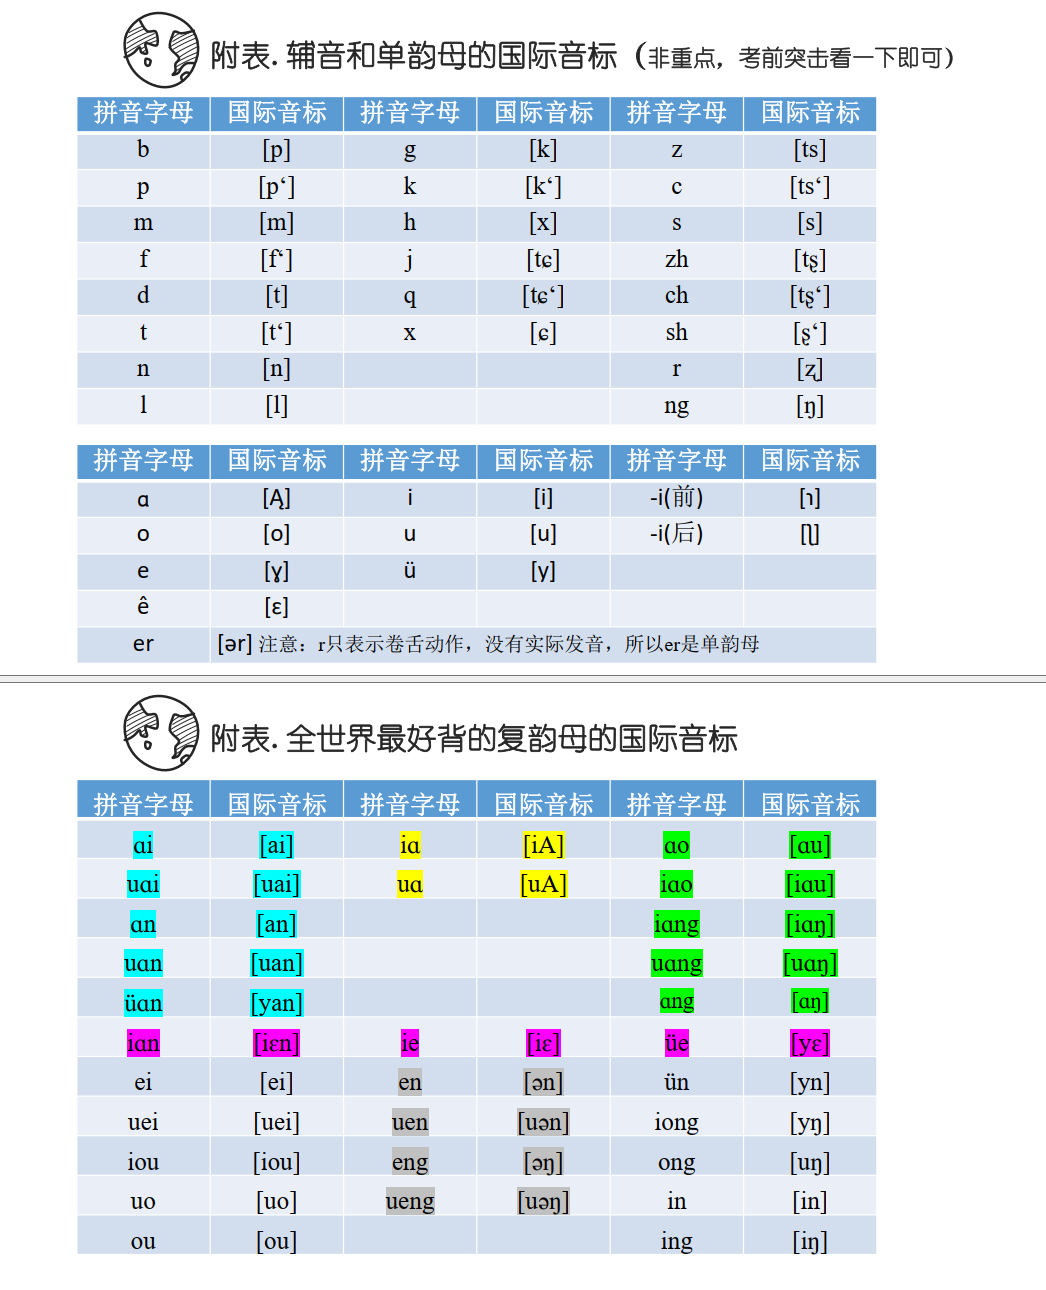 附表. 辅音和单韵母的国际音标 （非重点，考前突击看一下即可）
拼音字母 国际音标 拼音字母 国际音标 拼音字母 国际音标
b [p] g [k] z [ts]
p [p‘] k [k‘] c [ts‘]
m [m] h [x] s [s]
f [f‘] j [tɕ] zh [tʂ]
d [t] q [tɕ‘] ch [tʂ‘]
t [t‘] x [ɕ] sh [ʂ‘]
n [n] r [ʐ]
l [l] ng [ŋ]
拼音字母 国际音标 拼音字母 国际音标 拼音字母 国际音标
ɑ [Ą] i [i] -i(前) [ɿ]
o [o] u [u] -i(后) [ʅ]
e [ɣ] ü [y]
ê [ɛ]
er [ər] 注意：r只表示卷舌动作，没有实际发音，所以er是单韵母
附表. 全世界最好背的复韵母的国际音标
拼音字母 国际音标 拼音字母 国际音标 拼音字母 国际音标
ɑi [ai] iɑ [iA] ɑo [ɑu]
uɑi [uai] uɑ [uA] iɑo [iɑu]
ɑn [an] iɑng [iɑŋ]
uɑn [uan] uɑng [uɑŋ]
üɑn [yan] ɑng [ɑŋ]
iɑn [iɛn] ie [iɛ] üe [yɛ]
ei [ei] en [ən] ün [yn]
uei [uei] uen [uən] iong [yŋ]
iou [iou] eng [əŋ] ong [uŋ]
uo [uo] ueng [uəŋ] in [in]
ou [ou] ing [iŋ]